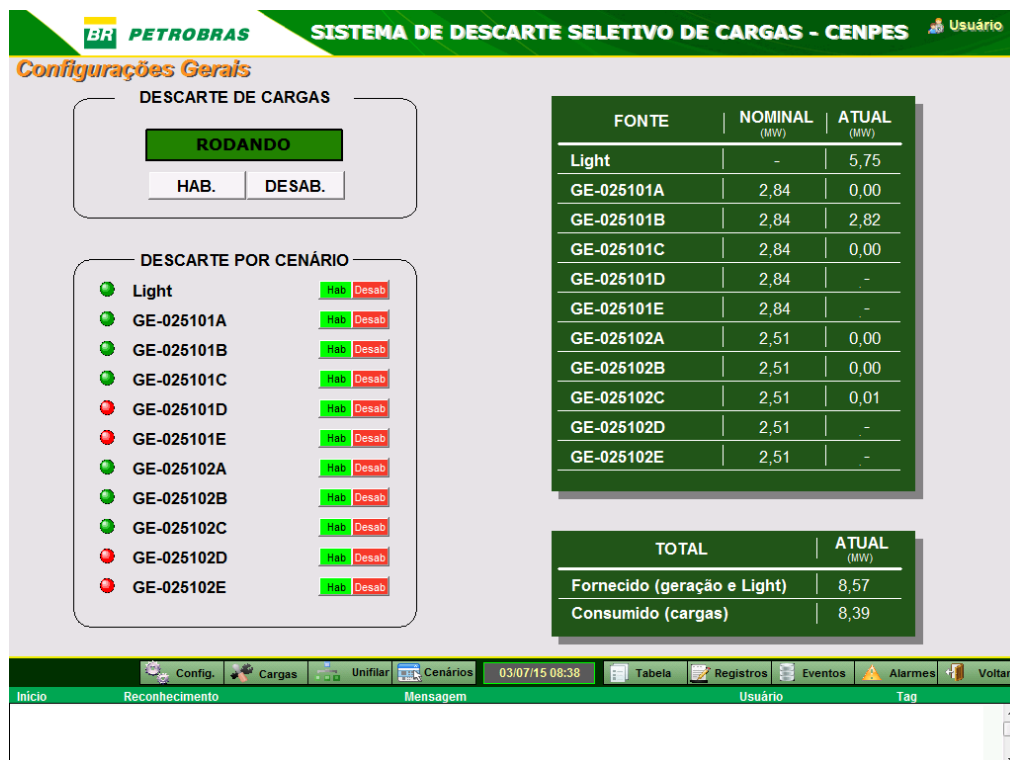 BR PETROBRAS SISTEMA DE DESCARTE SELETIVO DE CARGAS - CENPES Usuário
Configurações Gerais
DESCARTE DE CARGAS
RODANDO
HAB. DESAB.
DESCARTE POR CENÁRIO
Light Hab Desab
GE-025101A Hab Desab
GE-025101B Hab Desab
GE-025101C Hab Desab
GE-025101D Hab Desab
GE-025101E Hab Desab
GE-025102A Hab Desab
GE-025102B Hab Desab
GE-025102C Hab Desab
GE-025102D Hab Desab
GE-025102E Hab Desab
FONTE NOMINAL (MW) ATUAL (MW)
Light - 5,75
GE-025101A 2,84 0,00
GE-025101B 2,84 2,82
GE-025101C 2,84 0,00
GE-025101D 2,84 -
GE-025101E 2,84 -
GE-025102A 2,51 0,00
GE-025102B 2,51 0,00
GE-025102C 2,51 0,01
GE-025102D 2,51 -
GE-025102E 2,51 -
TOTAL ATUAL (MW)
Fornecido (geração e Light) 8,57
Consumido (cargas) 8,39
Config. Cargas Unifilar Cenários 03/07/15 08:38 Tabela Registros Eventos Alarmes Voltar
Início Reconhecimento Mensagem Usuário Tag